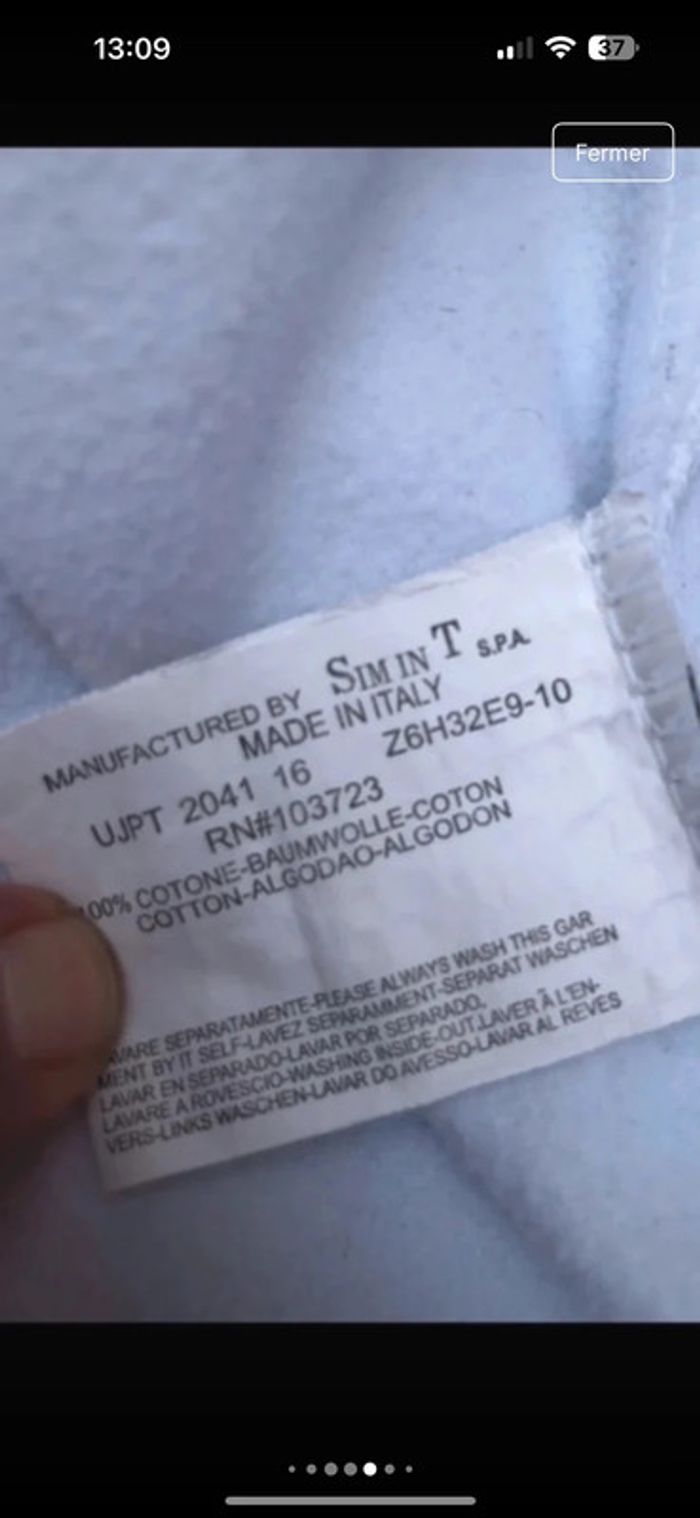 13:09
37
Fermer
MANUFACTURED BY SIM IN T S.P.A.
MADE IN ITALY
UJPT 2041 16 Z6H32E9-10
RN#103723
100% COTONE-BAUMWOLLE-COTON
COTTON-ALGODAO-ALGODON
AVARE SEPARATAMENTE-PLEASE ALWAYS WASH THIS GAR
MENT BY IT SELF-LAVEZ SEPARAMMENT-SEPARAT WASCHEN
LAVAR EN SEPARADO-LAVAR POR SEPARADO.
LAVARE A ROVESCIO-WASHING INSIDE-OUT.LAVER Ã L'EN-
VERS-LINKS WASCHEN-LAVAR DO AVESSO-LAVAR AL REVES